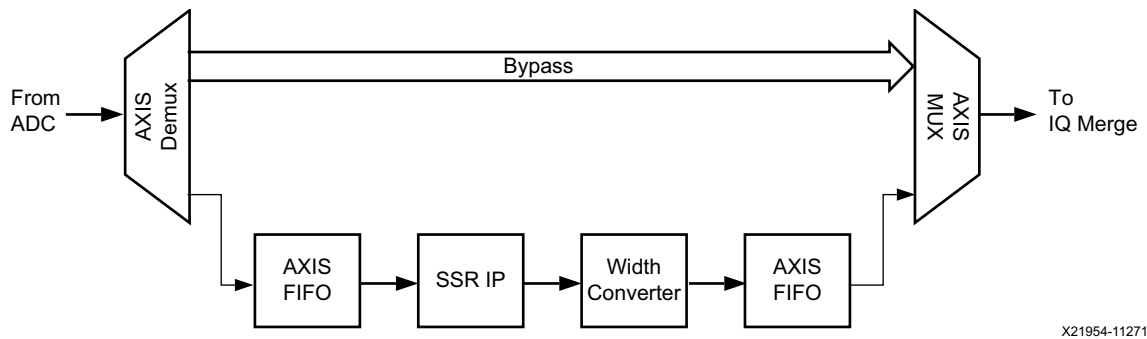 Bypass
From
ADC
AXIS
Demux
AXIS
MUX
To
IQ Merge
AXIS
FIFO
SSR IP
Width
Converter
AXIS
FIFO
X21954-11271